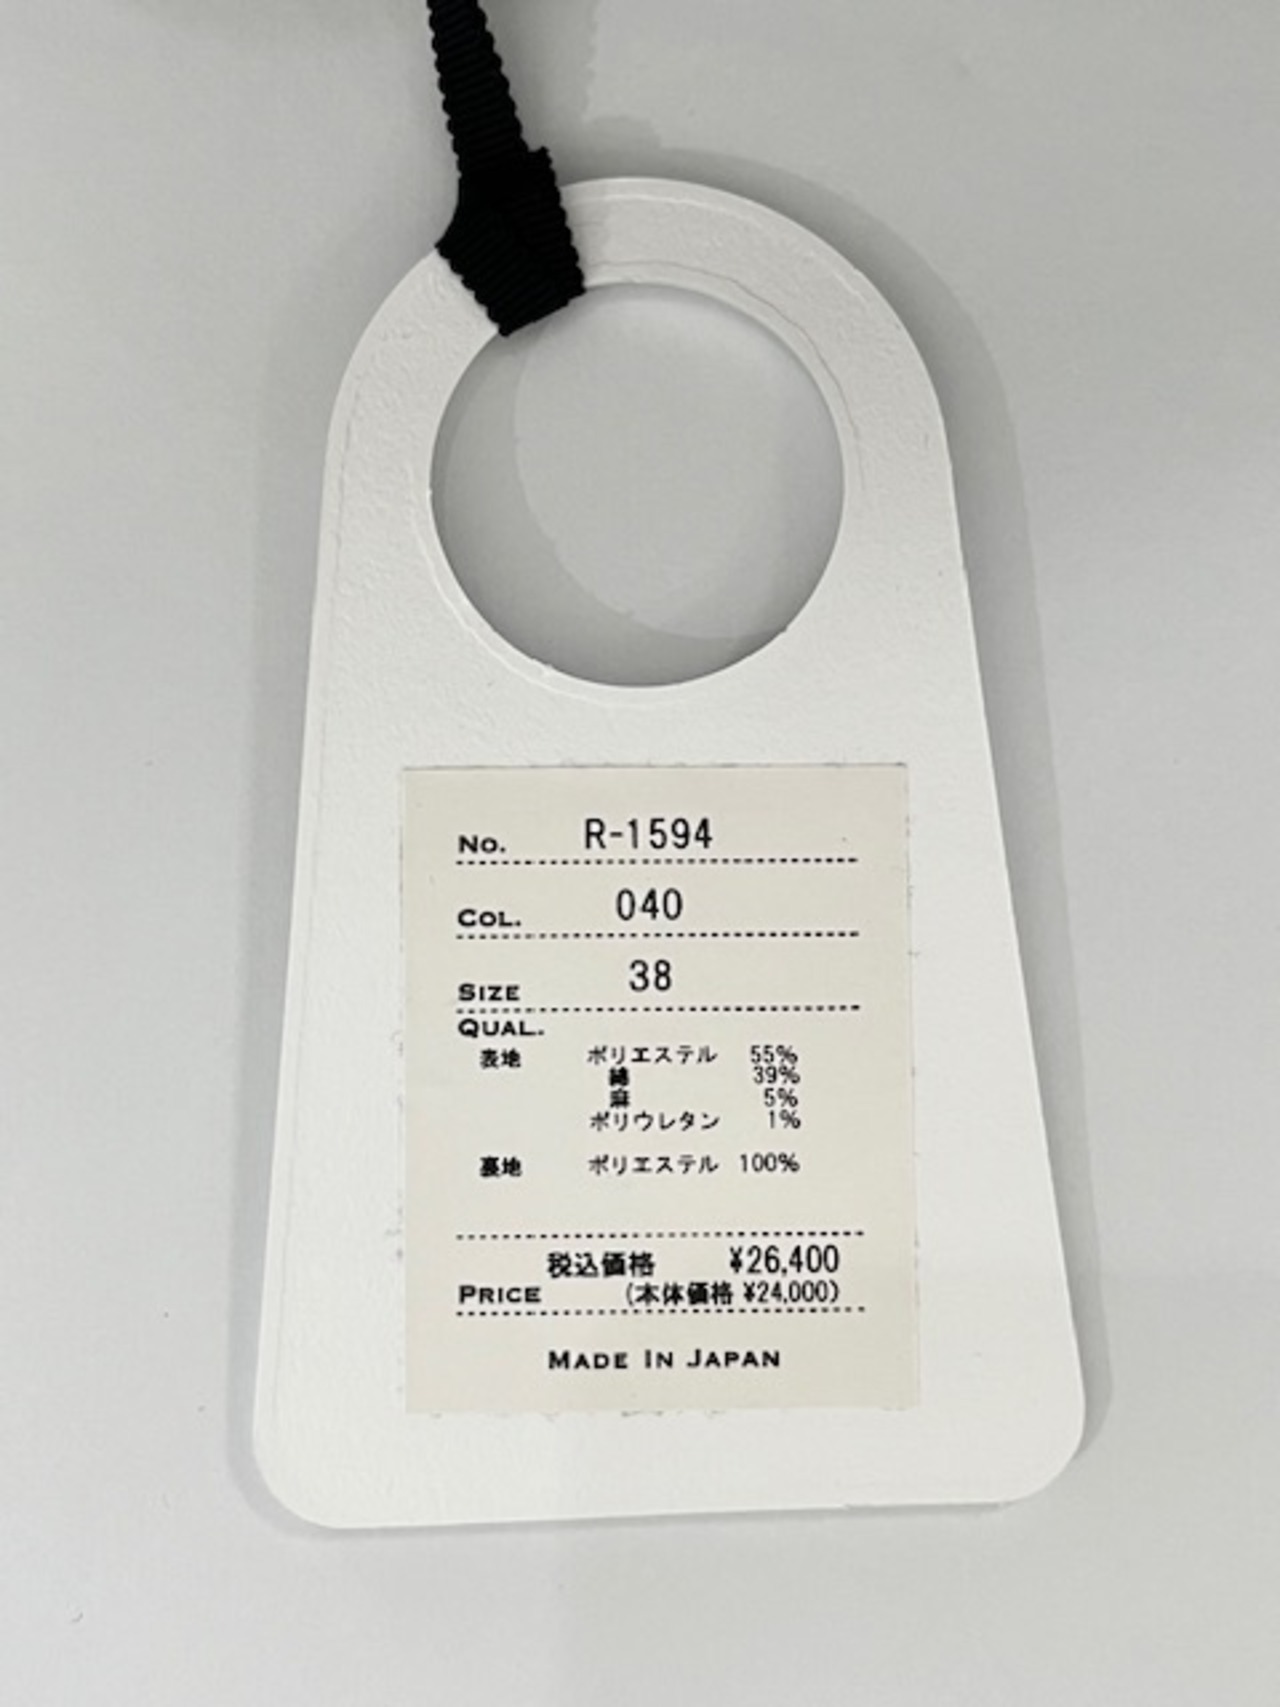 No. R-1594
Col. 040
Size 38
Qual.
表地 ポリエステル 55%
綿 39%
麻 5%
ポリウレタン 1%
裏地 ポリエステル 100%
税込価格 ¥26,400
Price (本体価格 ¥24,000)
Made In Japan